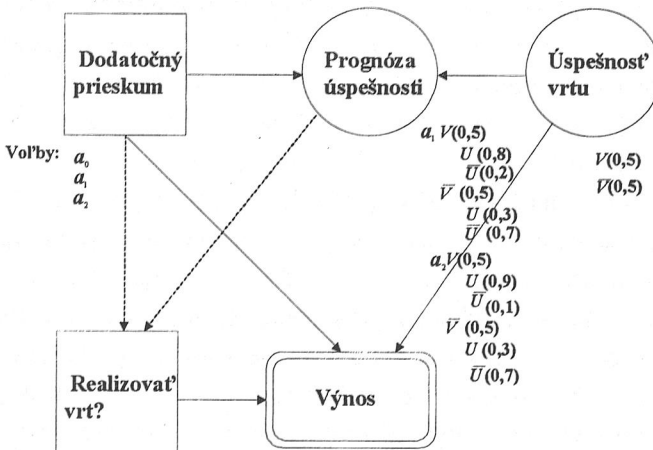 Dodatočný
prieskum
Prognóza
úspešnosti
Úspešnosť
vrtu
Voľby:
a₀
a₁
a₂
a₁ V(0,5)
U (0,8)
U̅ (0,2)
V̅ (0,5)
U (0,3)
U̅ (0,7)
a₂ V(0,5)
U (0,9)
U̅ (0,1)
V̅ (0,5)
U (0,3)
U̅ (0,7)
V(0,5)
V̅(0,5)
Realizovať
vrt?
Výnos